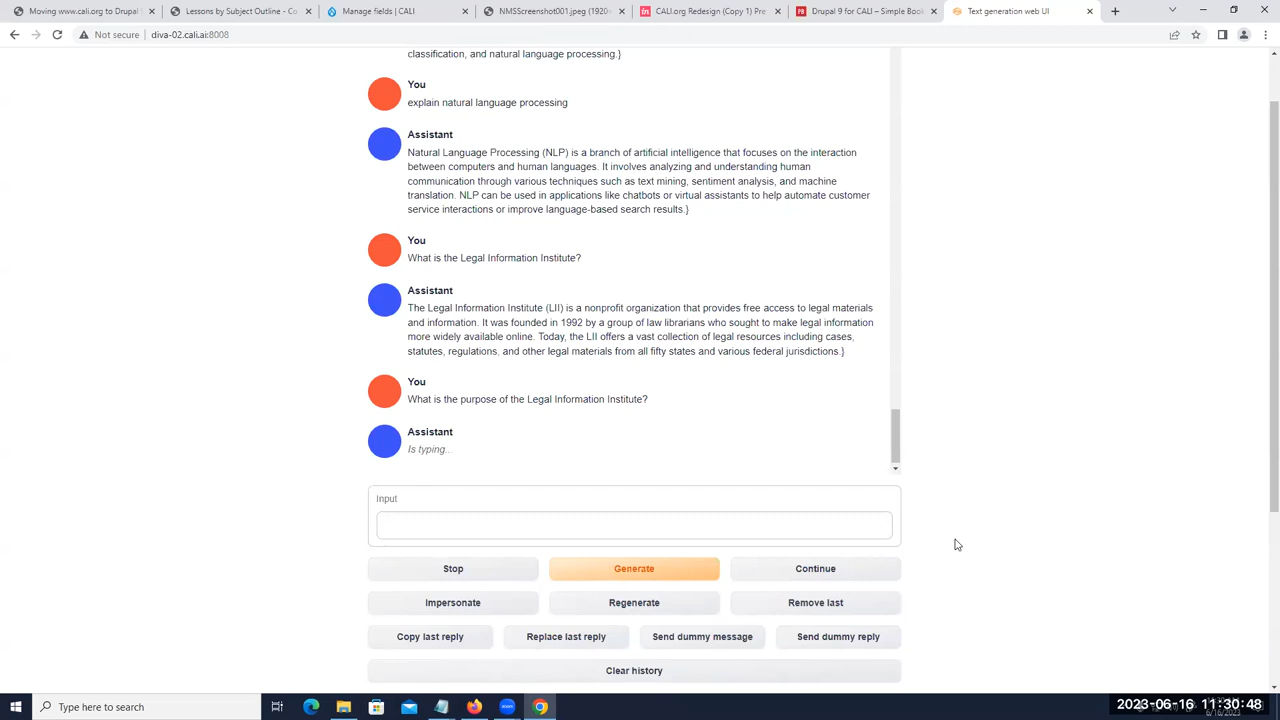 Moving www.cali.org to Drupal
Lessons by Subject Outline - Co
Manage fields | CALI
NMSScreenshot001.jpeg (1920×
CALI.org Redesign (Copy 1) Pre
Drupal 9 for CALI – Simple Book
Text generation web UI
Not secure diva-02.cali.ai:8008
classification, and natural language processing.}
You
explain natural language processing
Assistant
Natural Language Processing (NLP) is a branch of artificial intelligence that focuses on the interaction
between computers and human languages. It involves analyzing and understanding human
communication through various techniques such as text mining, sentiment analysis, and machine
translation. NLP can be used in applications like chatbots or virtual assistants to help automate customer
service interactions or improve language-based search results.}
You
What is the Legal Information Institute?
Assistant
The Legal Information Institute (LII) is a nonprofit organization that provides free access to legal materials
and information. It was founded in 1992 by a group of law librarians who sought to make legal information
more widely available online. Today, the LII offers a vast collection of legal resources including cases,
statutes, regulations, and other legal materials from all fifty states and various federal jurisdictions.}
You
What is the purpose of the Legal Information Institute?
Assistant
Is typing...
Input
Stop
Generate
Continue
Impersonate
Regenerate
Remove last
Copy last reply
Replace last reply
Send dummy message
Send dummy reply
Clear history
Type here to search
zoom
2023-06-16 11:30:48